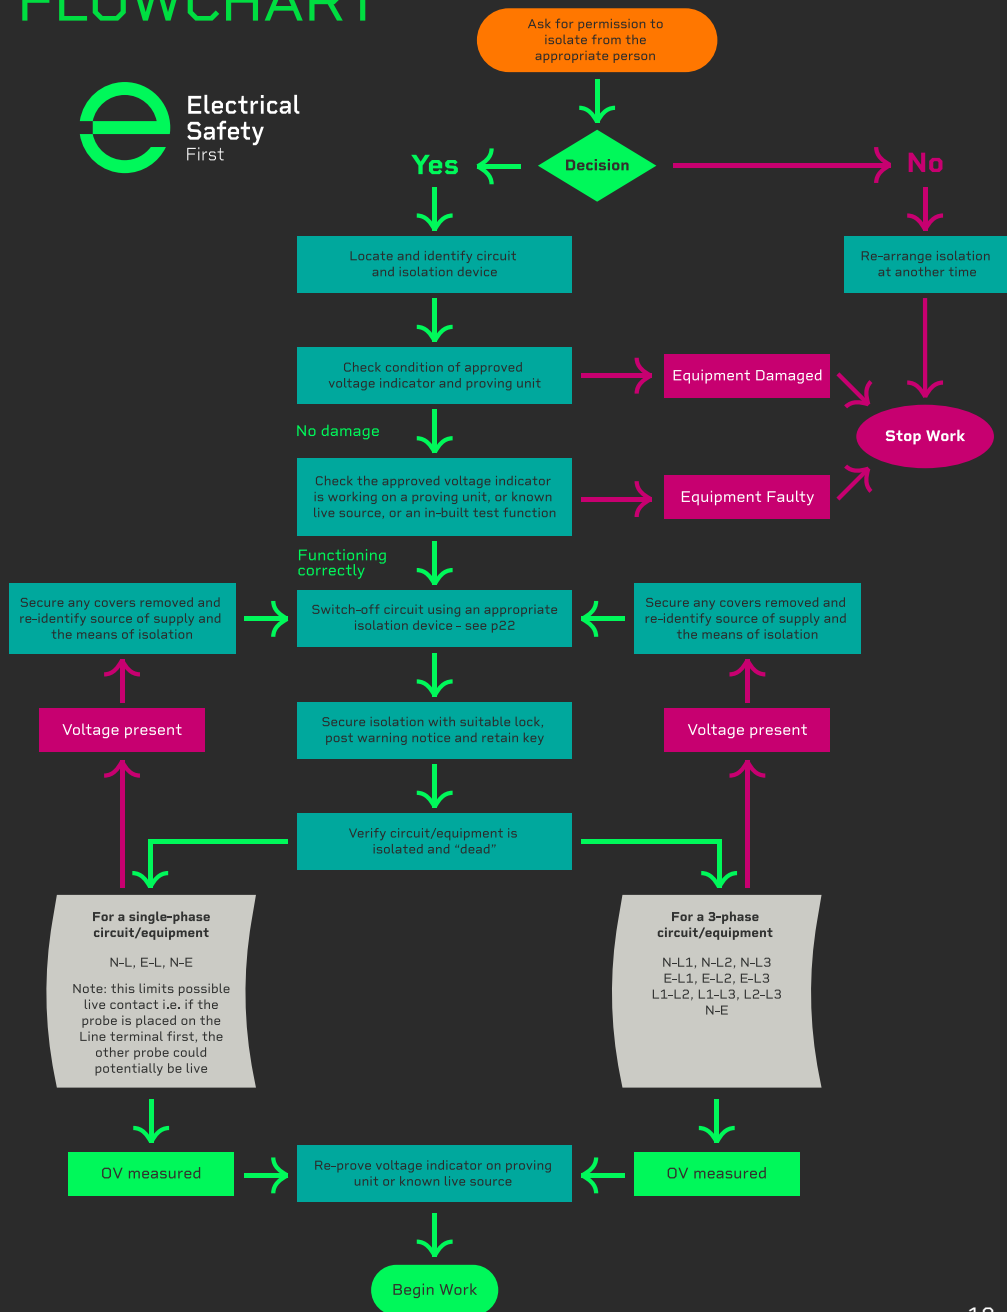 FLOWCHART
Electrical
Safety
First
Ask for permission to
isolate from the
appropriate person
Decision
Yes
No
Locate and identify circuit
and isolation device
Re-arrange isolation
at another time
Check condition of approved
voltage indicator and proving unit
Equipment Damaged
No damage
Stop Work
Check the approved voltage indicator
is working on a proving unit, or known
live source, or an in-built test function
Equipment Faulty
Functioning
correctly
Secure any covers removed and
re-identify source of supply and
the means of isolation
Switch-off circuit using an appropriate
isolation device - see p22
Secure any covers removed and
re-identify source of supply and
the means of isolation
Voltage present
Secure isolation with suitable lock,
post warning notice and retain key
Voltage present
Verify circuit/equipment is
isolated and “dead”
For a single-phase
circuit/equipment
N-L, E-L, N-E
Note: this limits possible
live contact i.e. if the
probe is placed on the
Line terminal first, the
other probe could
potentially be live
For a 3-phase
circuit/equipment
N-L1, N-L2, N-L3
E-L1, E-L2, E-L3
L1-L2, L1-L3, L2-L3
N-E
OV measured
Re-prove voltage indicator on proving
unit or known live source
OV measured
Begin Work